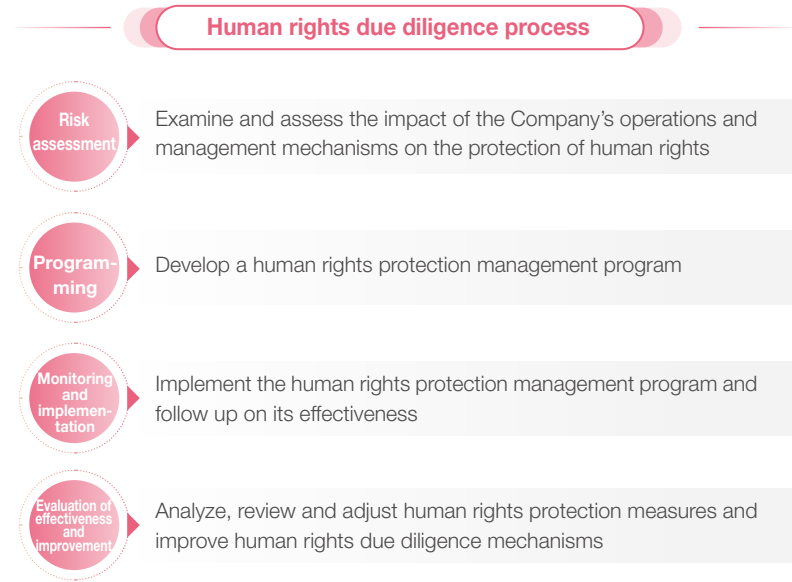 Human rights due diligence process
Risk
assessment
Examine and assess the impact of the Company’s operations and
management mechanisms on the protection of human rights
Program-
ming
Develop a human rights protection management program
Monitoring
and
implemen-
tation
Implement the human rights protection management program and
follow up on its effectiveness
Evaluation of
effectiveness
and
improvement
Analyze, review and adjust human rights protection measures and
improve human rights due diligence mechanisms